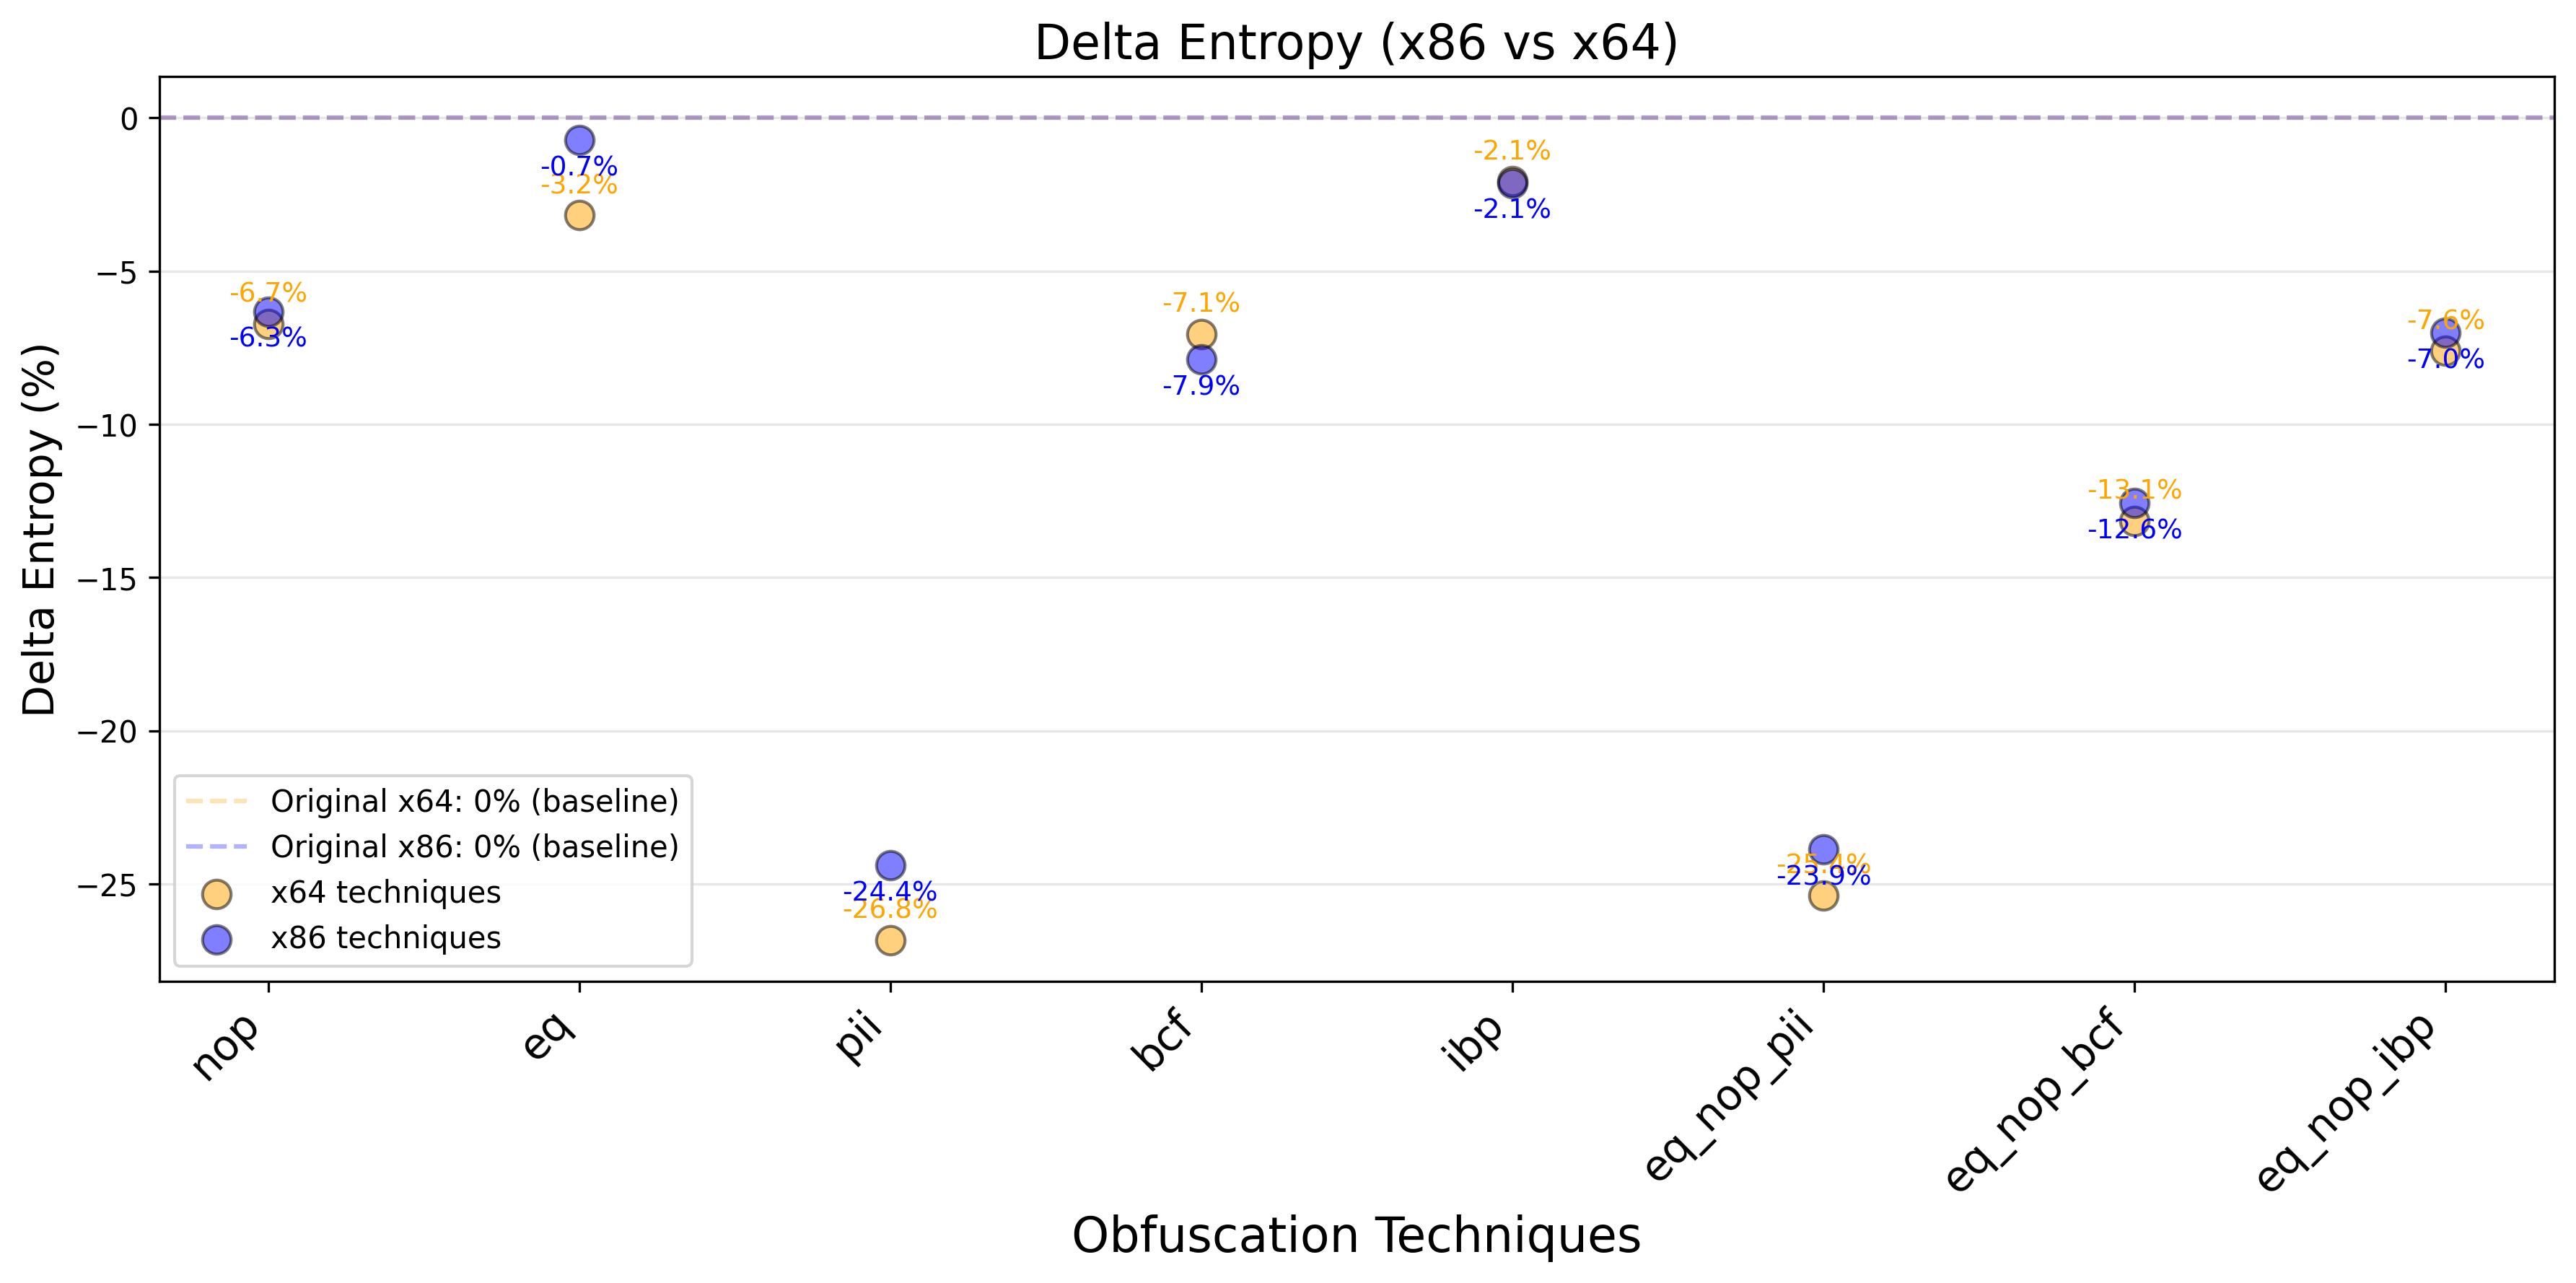 Delta Entropy (x86 vs x64)
Delta Entropy (%)
0
−5
−10
−15
−20
−25
-6.7%
-6.3%
-0.7%
-3.2%
-24.4%
-26.8%
-7.1%
-7.9%
-2.1%
-2.1%
-25.4%
-23.9%
-13.1%
-12.6%
-7.6%
-7.0%
Original x64: 0% (baseline)
Original x86: 0% (baseline)
x64 techniques
x86 techniques
nop
eq
pii
bcf
ibp
eq_nop_pii
eq_nop_bcf
eq_nop_ibp
Obfuscation Techniques